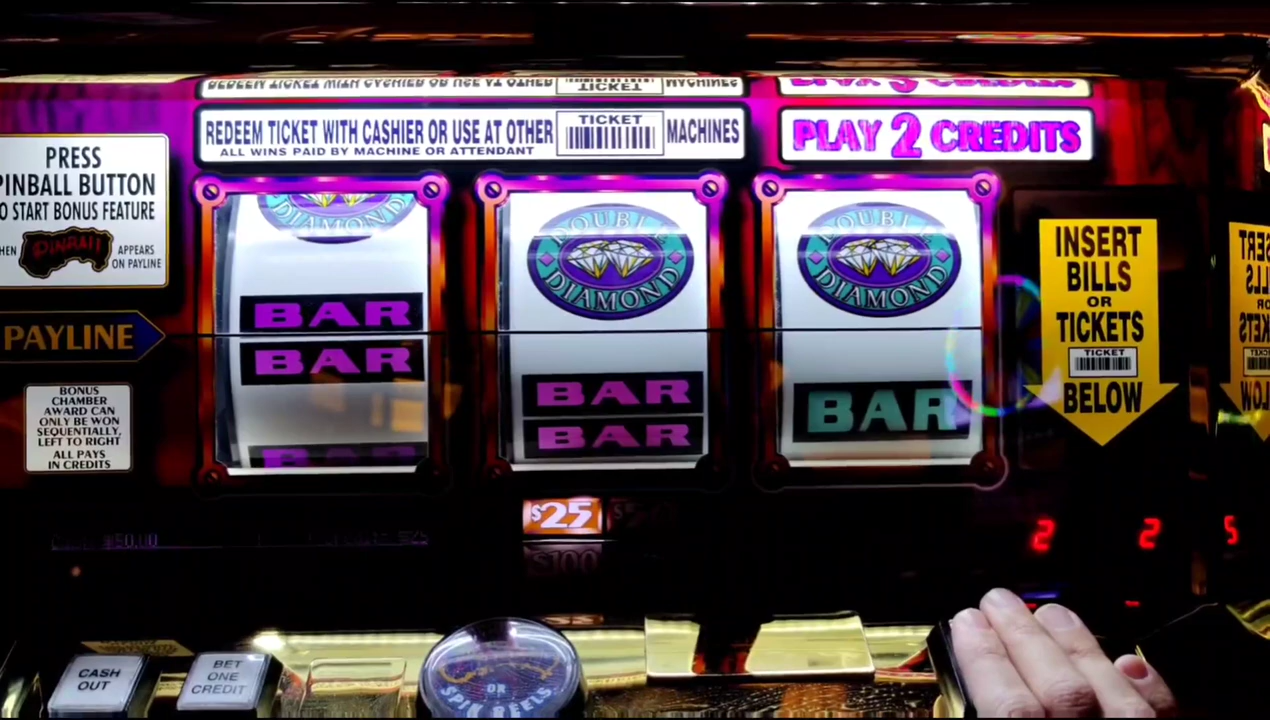 REDEEM TICKET WITH CASHIER OR USE AT OTHER TICKET MACHINES
ALL WINS PAID BY MACHINE OR ATTENDANT
PLAY 2 CREDITS
PRESS
PINBALL BUTTON
TO START BONUS FEATURE
PINBALL
APPEARS
ON PAYLINE
PAYLINE
BONUS
CHAMBER
AWARD CAN
ONLY BE WON
SEQUENTIALLY,
LEFT TO RIGHT
ALL PAYS
IN CREDITS
DIAMOND
BAR
BAR
BAR
DOUBLE
DIAMOND
BAR
BAR
DOUBLE
DIAMOND
BAR
INSERT
BILLS
OR
TICKETS
TICKET
BELOW
$25
$100
2
2
5
CASH
OUT
BET
ONE
CREDIT
OR
SPIN REELS